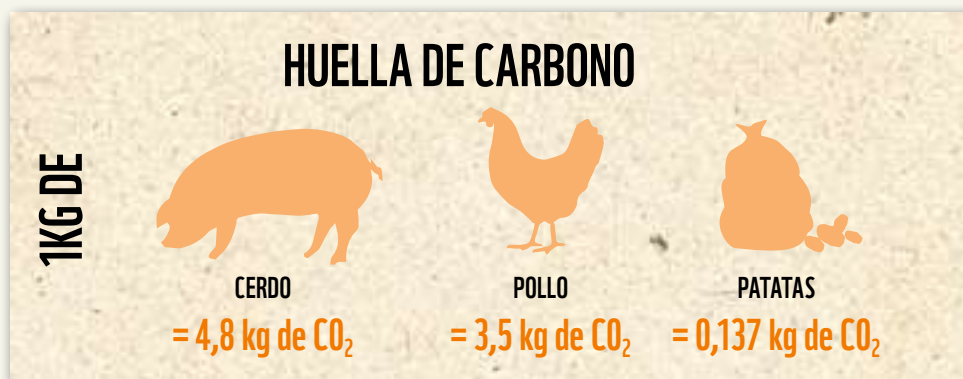 HUELLA DE CARBONO
1KG DE
CERDO
= 4,8 kg de CO₂
POLLO
= 3,5 kg de CO₂
PATATAS
= 0,137 kg de CO₂